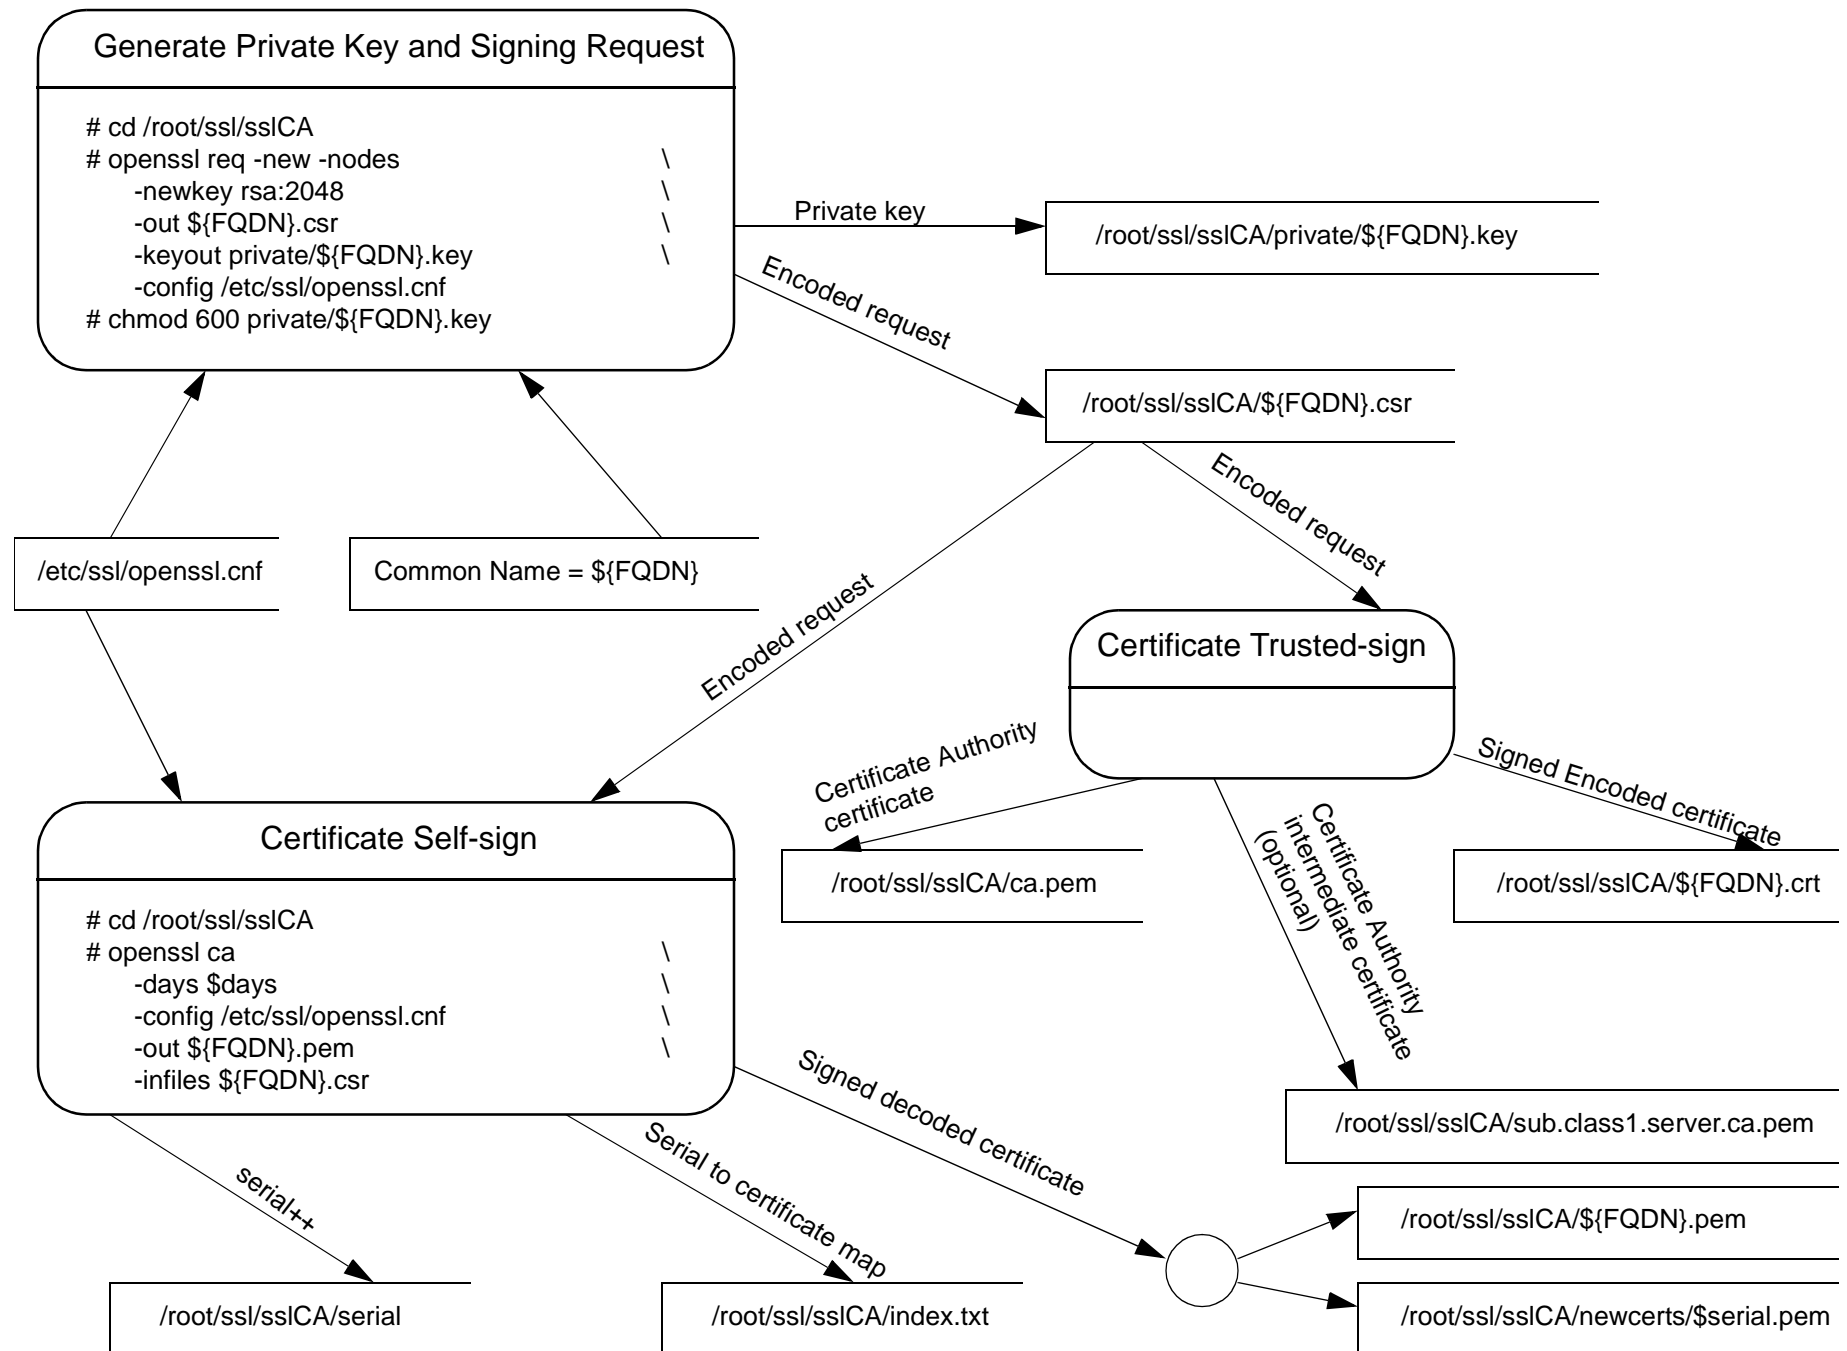 Generate Private Key and Signing Request
# cd /root/ssl/sslCA
# openssl req -new -nodes \
-newkey rsa:2048 \
-out ${FQDN}.csr \
-keyout private/${FQDN}.key \
-config /etc/ssl/openssl.cnf
# chmod 600 private/${FQDN}.key
Private key
/root/ssl/sslCA/private/${FQDN}.key
Encoded request
/root/ssl/sslCA/${FQDN}.csr
Encoded request
Encoded request
/etc/ssl/openssl.cnf
Common Name = ${FQDN}
Certificate Trusted-sign
Certificate Authority
certificate
Signed Encoded certificate
Certificate Authority
intermediate certificate
(optional)
/root/ssl/sslCA/ca.pem
/root/ssl/sslCA/${FQDN}.crt
/root/ssl/sslCA/sub.class1.server.ca.pem
Certificate Self-sign
# cd /root/ssl/sslCA
# openssl ca \
-days $days \
-config /etc/ssl/openssl.cnf \
-out ${FQDN}.pem \
-infiles ${FQDN}.csr
serial++
Serial to certificate map
Signed decoded certificate
/root/ssl/sslCA/${FQDN}.pem
/root/ssl/sslCA/serial
/root/ssl/sslCA/index.txt
/root/ssl/sslCA/newcerts/$serial.pem